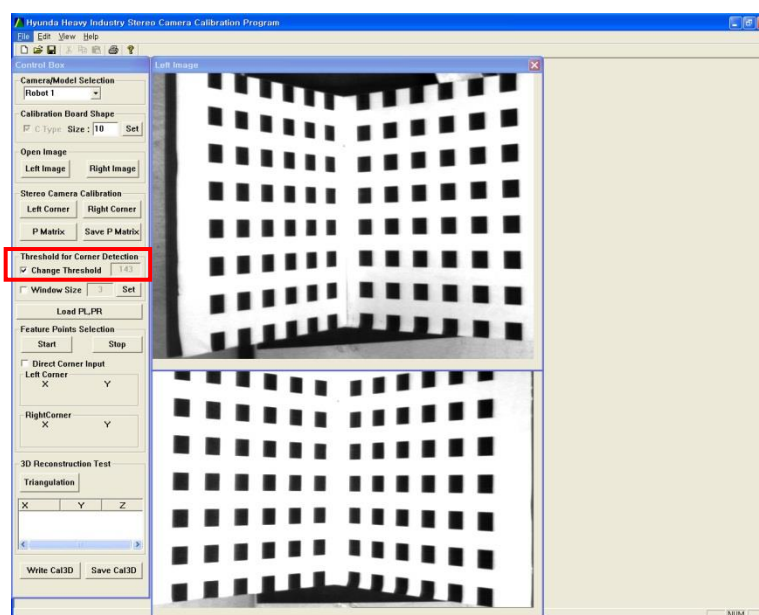 Hyunda Heavy Industry Stereo Camera Calibration Program
File Edit View Help
Control Box
Left Image
Camera/Model Selection
Robot 1
Calibration Board Shape
C Type Size : 10 Set
Open Image
Left Image Right Image
Stereo Camera Calibration
Left Corner Right Corner
P Matrix Save P Matrix
Threshold for Corner Detection
Change Threshold 143
Window Size 3 Set
Load PL,PR
Feature Points Selection
Start Stop
Direct Corner Input
Left Corner
X Y
RightCorner
X Y
3D Reconstruction Test
Triangulation
X Y Z
Write Cal3D Save Cal3D
NUM